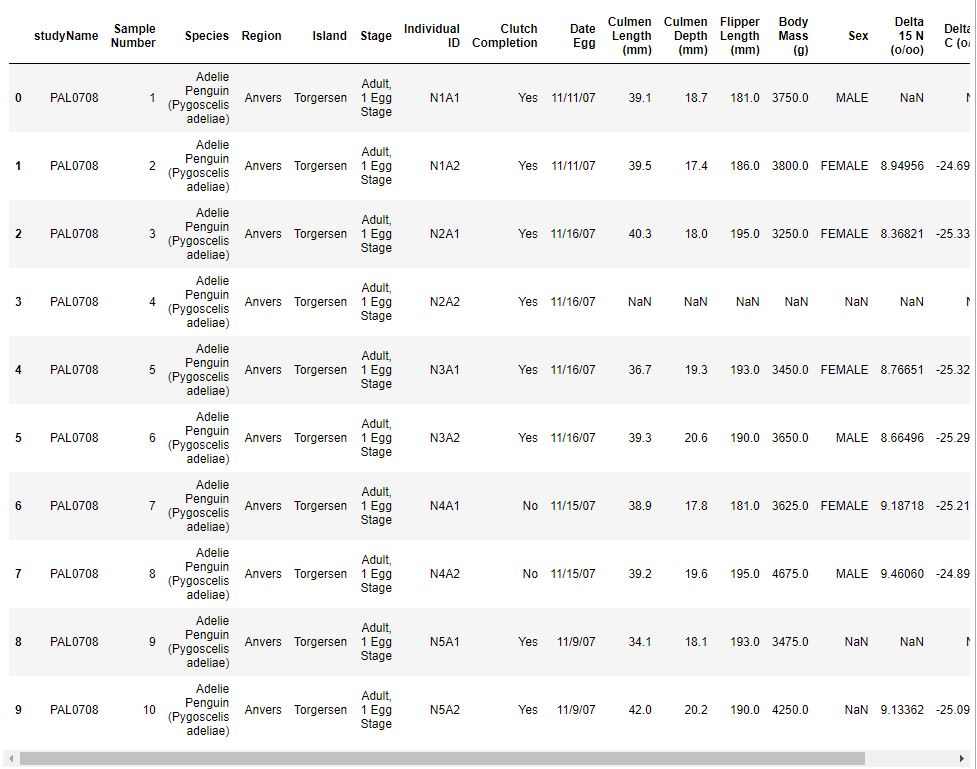 studyName Sample Number Species Region Island Stage Individual ID Clutch Completion Date Egg Culmen Length (mm) Culmen Depth (mm) Flipper Length (mm) Body Mass (g) Sex Delta 15 N (o/oo) Delta C (o/
0 PAL0708 1 Adelie Penguin (Pygoscelis adeliae) Anvers Torgersen Adult, 1 Egg Stage N1A1 Yes 11/11/07 39.1 18.7 181.0 3750.0 MALE NaN
1 PAL0708 2 Adelie Penguin (Pygoscelis adeliae) Anvers Torgersen Adult, 1 Egg Stage N1A2 Yes 11/11/07 39.5 17.4 186.0 3800.0 FEMALE 8.94956 -24.69
2 PAL0708 3 Adelie Penguin (Pygoscelis adeliae) Anvers Torgersen Adult, 1 Egg Stage N2A1 Yes 11/16/07 40.3 18.0 195.0 3250.0 FEMALE 8.36821 -25.33
3 PAL0708 4 Adelie Penguin (Pygoscelis adeliae) Anvers Torgersen Adult, 1 Egg Stage N2A2 Yes 11/16/07 NaN NaN NaN NaN NaN NaN
4 PAL0708 5 Adelie Penguin (Pygoscelis adeliae) Anvers Torgersen Adult, 1 Egg Stage N3A1 Yes 11/16/07 36.7 19.3 193.0 3450.0 FEMALE 8.76651 -25.32
5 PAL0708 6 Adelie Penguin (Pygoscelis adeliae) Anvers Torgersen Adult, 1 Egg Stage N3A2 Yes 11/16/07 39.3 20.6 190.0 3650.0 MALE 8.66496 -25.29
6 PAL0708 7 Adelie Penguin (Pygoscelis adeliae) Anvers Torgersen Adult, 1 Egg Stage N4A1 No 11/15/07 38.9 17.8 181.0 3625.0 FEMALE 9.18718 -25.21
7 PAL0708 8 Adelie Penguin (Pygoscelis adeliae) Anvers Torgersen Adult, 1 Egg Stage N4A2 No 11/15/07 39.2 19.6 195.0 4675.0 MALE 9.46060 -24.89
8 PAL0708 9 Adelie Penguin (Pygoscelis adeliae) Anvers Torgersen Adult, 1 Egg Stage N5A1 Yes 11/9/07 34.1 18.1 193.0 3475.0 NaN NaN
9 PAL0708 10 Adelie Penguin (Pygoscelis adeliae) Anvers Torgersen Adult, 1 Egg Stage N5A2 Yes 11/9/07 42.0 20.2 190.0 4250.0 NaN 9.13362 -25.09